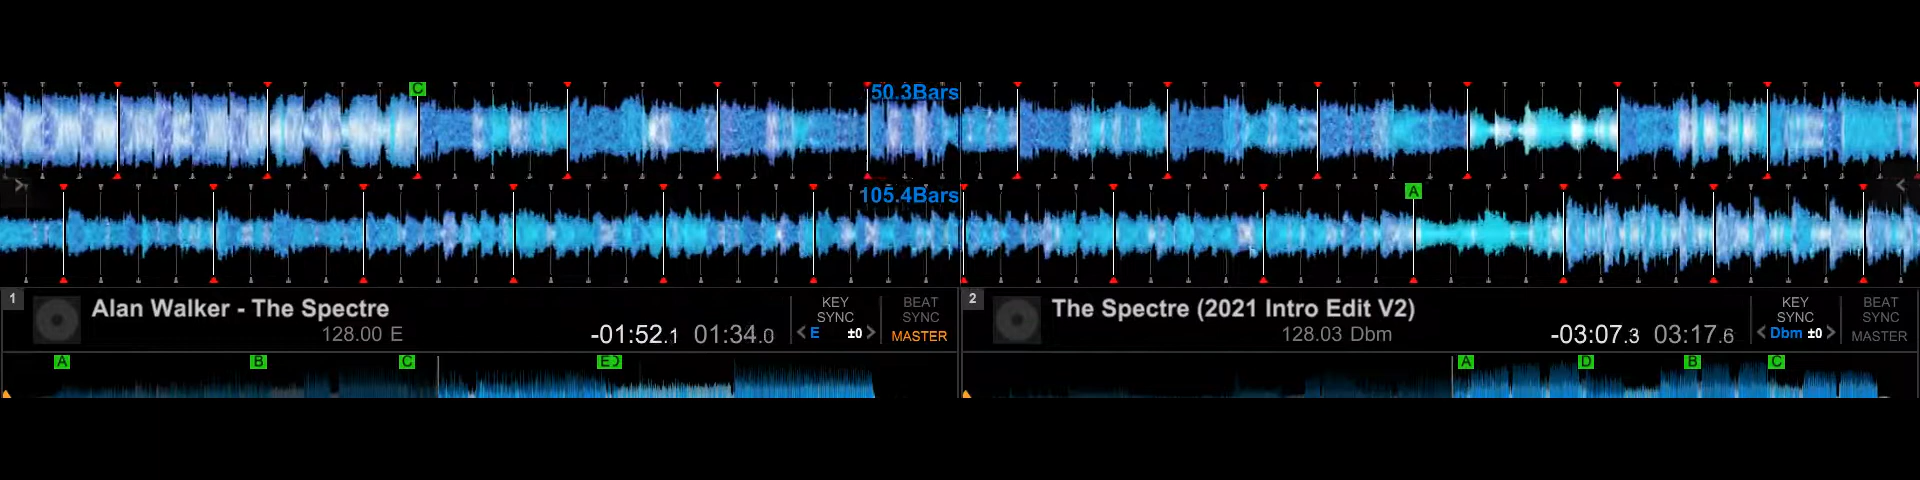 C
50.3Bars
A
105.4Bars
1
Alan Walker - The Spectre
128.00 E
-01:52.1 01:34.0
KEY
SYNC
< E ±0 >
BEAT
SYNC
MASTER
A B C
2
The Spectre (2021 Intro Edit V2)
128.03 Dbm
-03:07.3 03:17.6
KEY
SYNC
< Dbm ±0 >
BEAT
SYNC
MASTER
A D B C